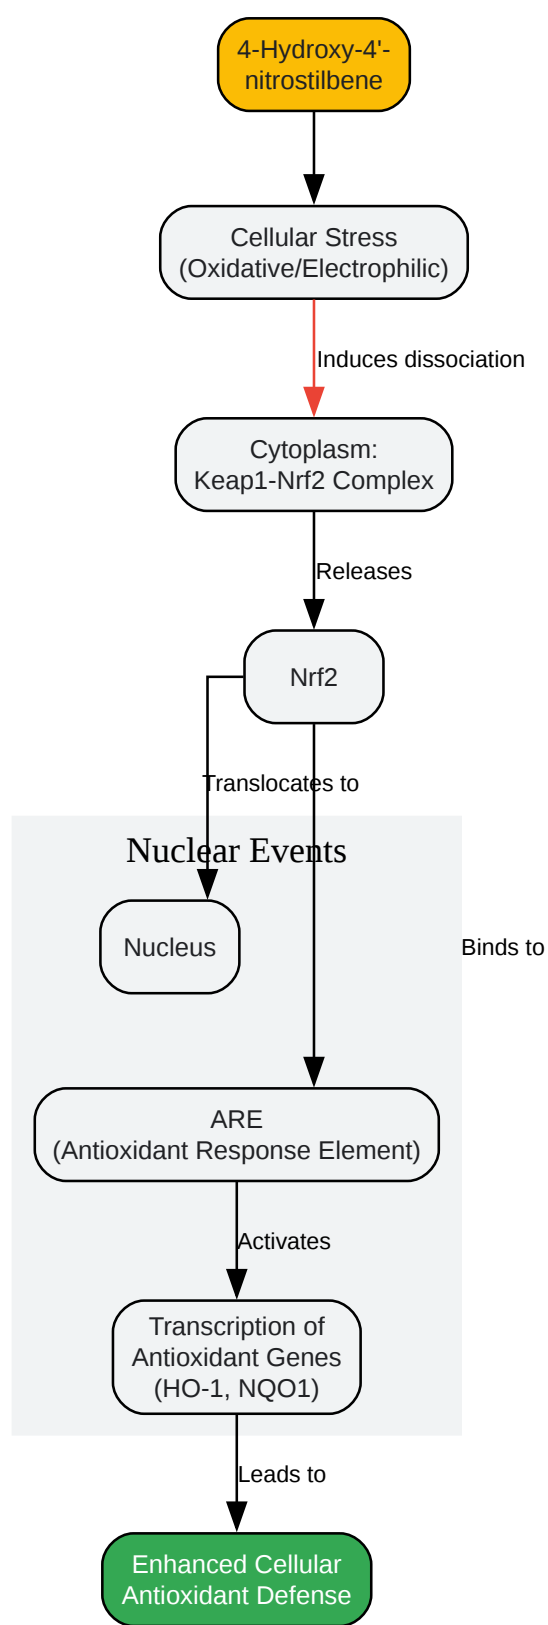 4-Hydroxy-4'-
nitrostilbene
Cellular Stress
(Oxidative/Electrophilic)
Induces dissociation
Cytoplasm:
Keap1-Nrf2 Complex
Releases
Nrf2
Translocates to
Nuclear Events
Nucleus
Binds to
ARE
(Antioxidant Response Element)
Activates
Transcription of
Antioxidant Genes
(HO-1, NQO1)
Leads to
Enhanced Cellular
Antioxidant Defense